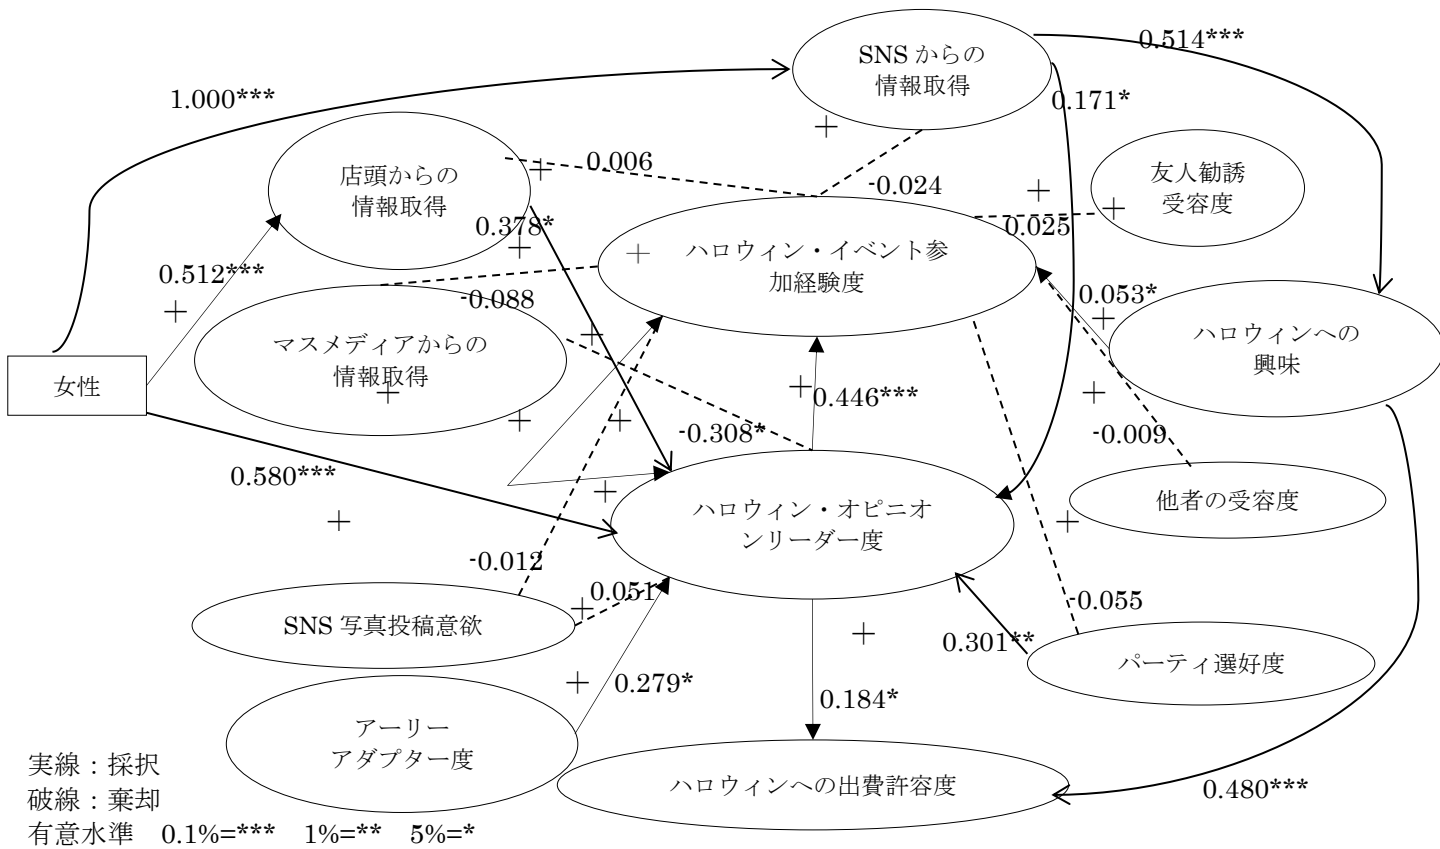 SNS からの
情報取得
0.514***
1.000***
0.171*
+
店頭からの
情報取得
+
0.006
-0.024
+
友人勧誘
受容度
+
0.378*
+
0.025
+
ハロウィン・イベント参
加経験度
0.512***
+
-0.088
0.053*
+
+
マスメディアからの
情報取得
+
ハロウィンへの
興味
女性
+
0.446***
+
+
+
-0.308*
-0.009
0.580***
+
+
ハロウィン・オピニオ
ンリーダー度
他者の受容度
+
-0.012
0.051
+
-0.055
SNS 写真投稿意欲
+
0.301**
パーティ選好度
+
0.279*
0.184*
アーリー
アダプター度
ハロウィンへの出費許容度
0.480***
実線：採択
破線：棄却
有意水準 0.1%=*** 1%=** 5%=*